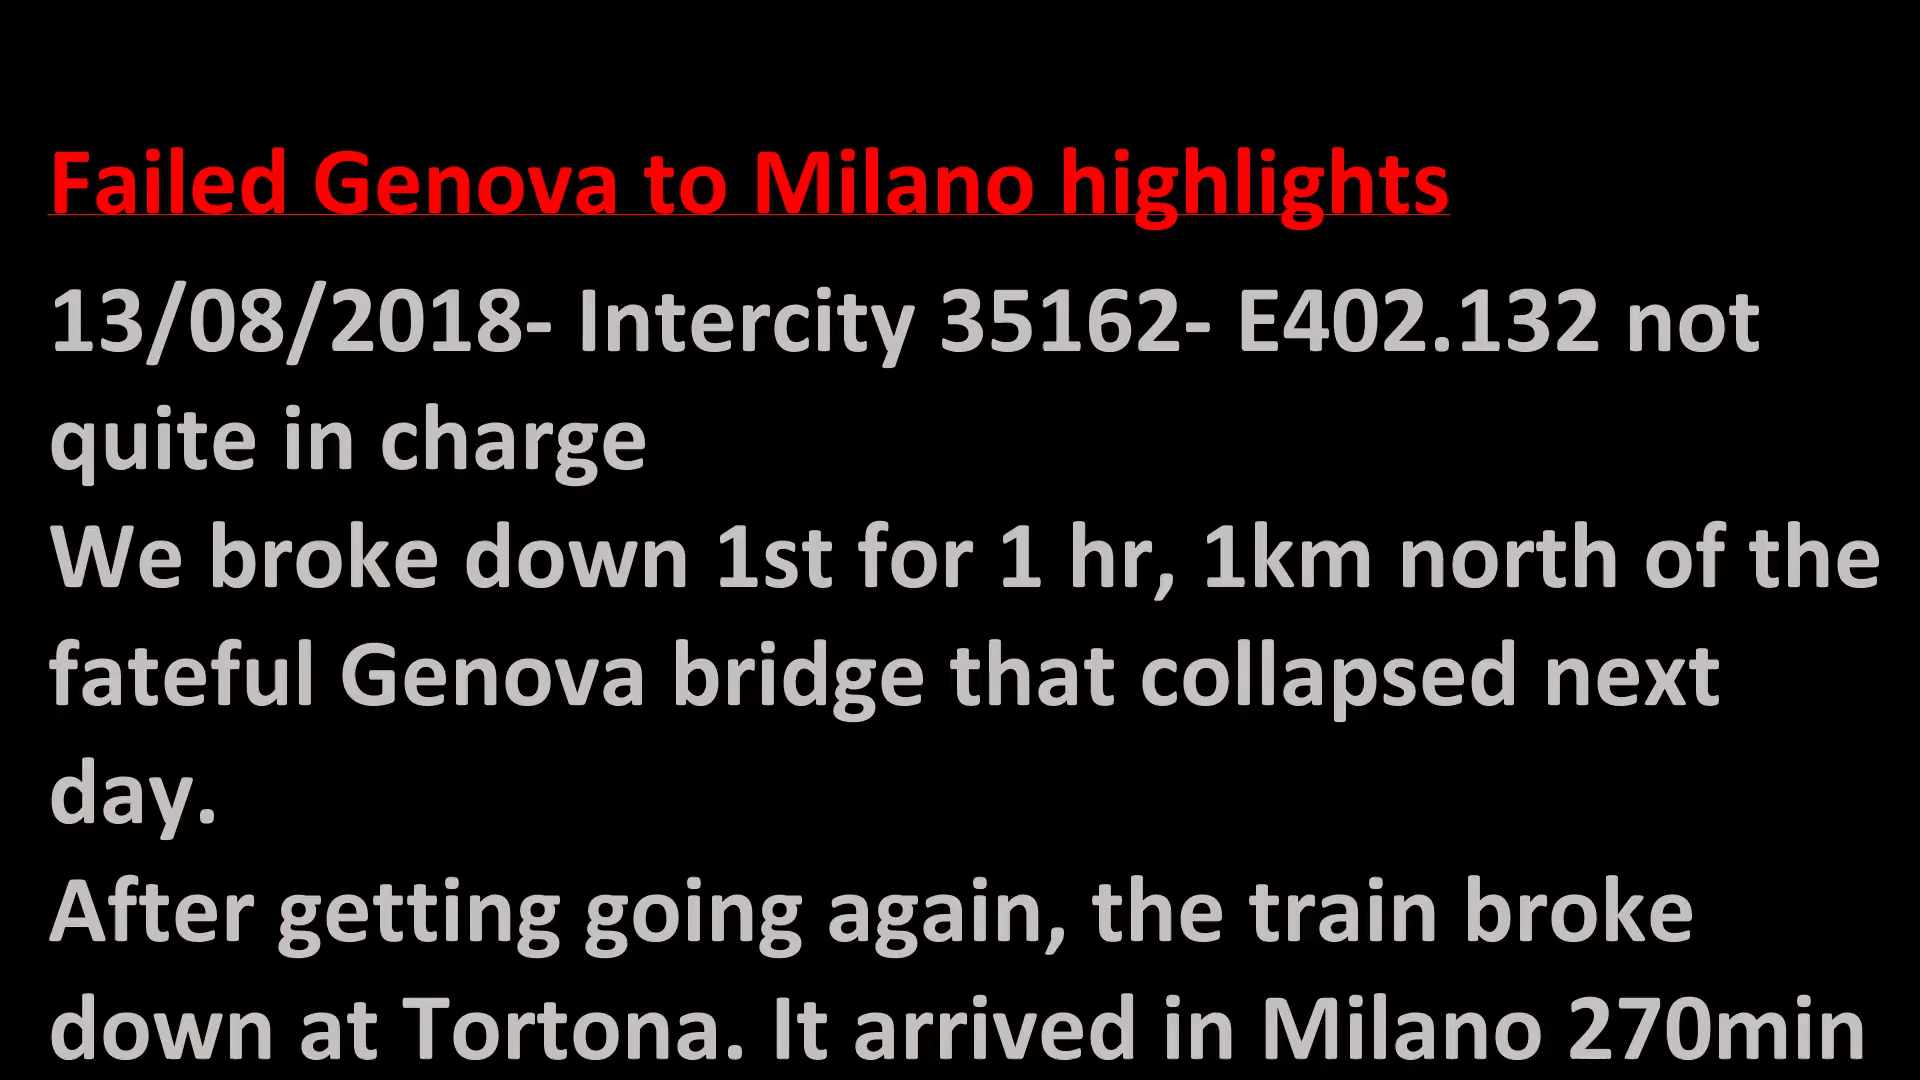 Failed Genova to Milano highlights
13/08/2018- Intercity 35162- E402.132 not
quite in charge
We broke down 1st for 1 hr, 1km north of the
fateful Genova bridge that collapsed next
day.
After getting going again, the train broke
down at Tortona. It arrived in Milano 270min